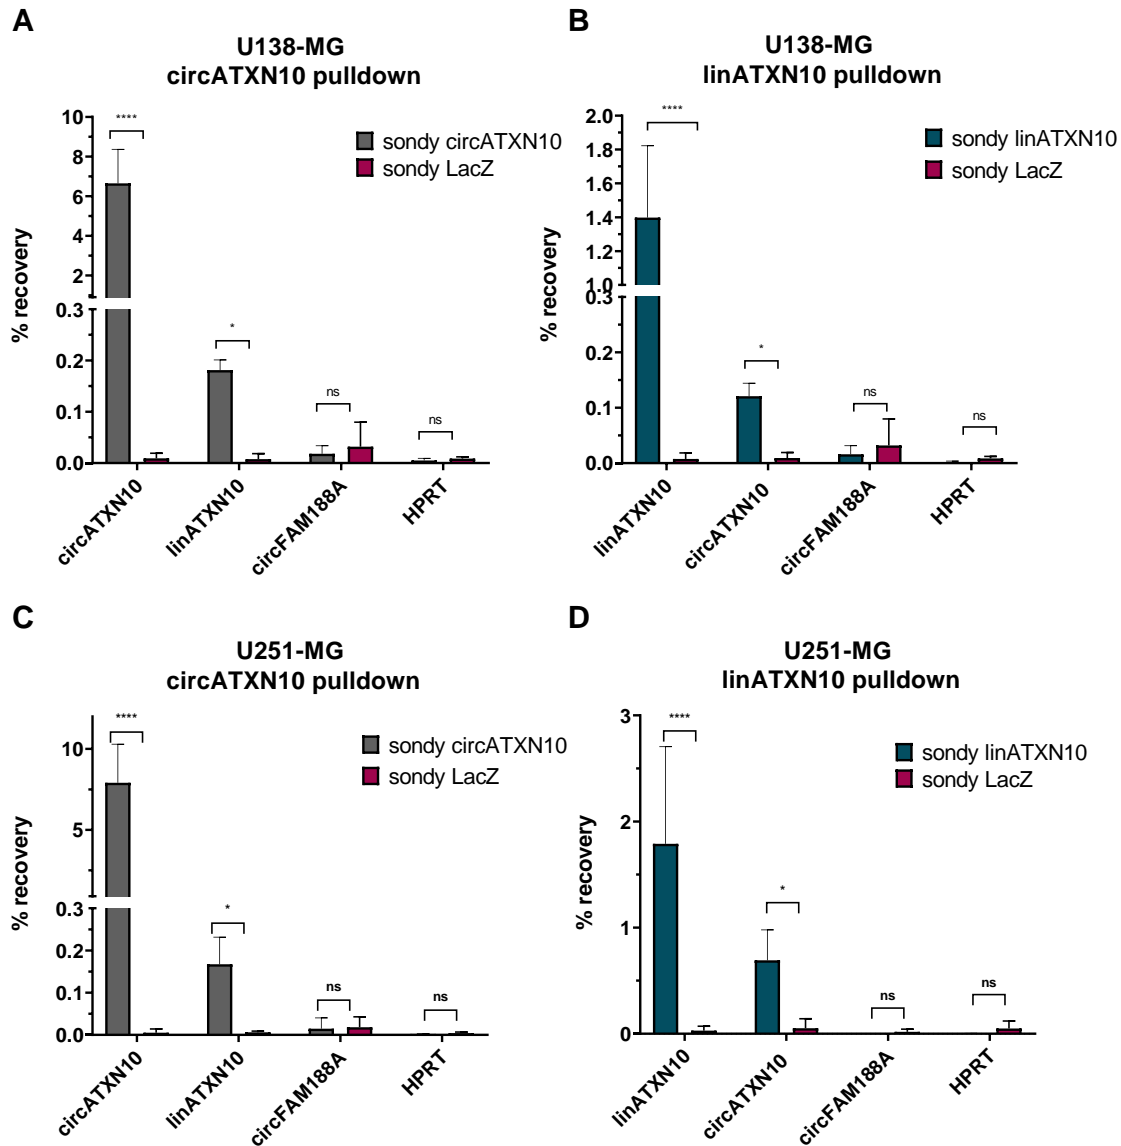 A
U138-MG
circATXN10 pulldown
% recovery
10
8
6
4
2
0.3
0.2
0.1
0.0
****
*
ns
ns
sondy circATXN10
sondy LacZ
circATXN10
linATXN10
circFAM188A
HPRT
B
U138-MG
linATXN10 pulldown
% recovery
2.0
1.8
1.6
1.4
1.2
1.0
0.3
0.2
0.1
0.0
****
*
ns
ns
sondy linATXN10
sondy LacZ
linATXN10
circATXN10
circFAM188A
HPRT
C
U251-MG
circATXN10 pulldown
% recovery
10
5
0.3
0.2
0.1
0.0
****
*
ns
ns
sondy circATXN10
sondy LacZ
circATXN10
linATXN10
circFAM188A
HPRT
D
U251-MG
linATXN10 pulldown
% recovery
3
2
1
0
****
*
ns
ns
sondy linATXN10
sondy LacZ
linATXN10
circATXN10
circFAM188A
HPRT